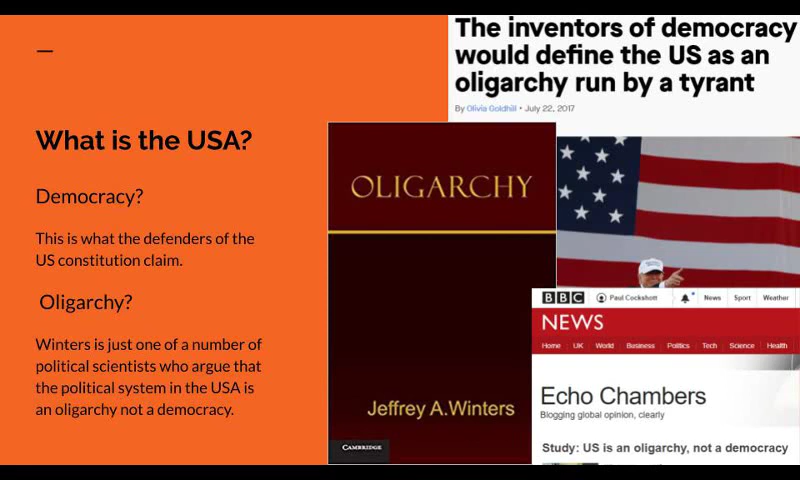 What is the USA?
Democracy?
This is what the defenders of the
US constitution claim.
Oligarchy?
Winters is just one of a number of
political scientists who argue that
the political system in the USA is
an oligarchy not a democracy.
The inventors of democracy
would define the US as an
oligarchy run by a tyrant
By Olivia Goldhill • July 22, 2017
OLIGARCHY
Jeffrey A. Winters
CAMBRIDGE
BBC Paul Cockshott News Sport Weather
NEWS
Home UK World Business Politics Tech Science Health
Echo Chambers
Blogging global opinion, clearly
Study: US is an oligarchy, not a democracy